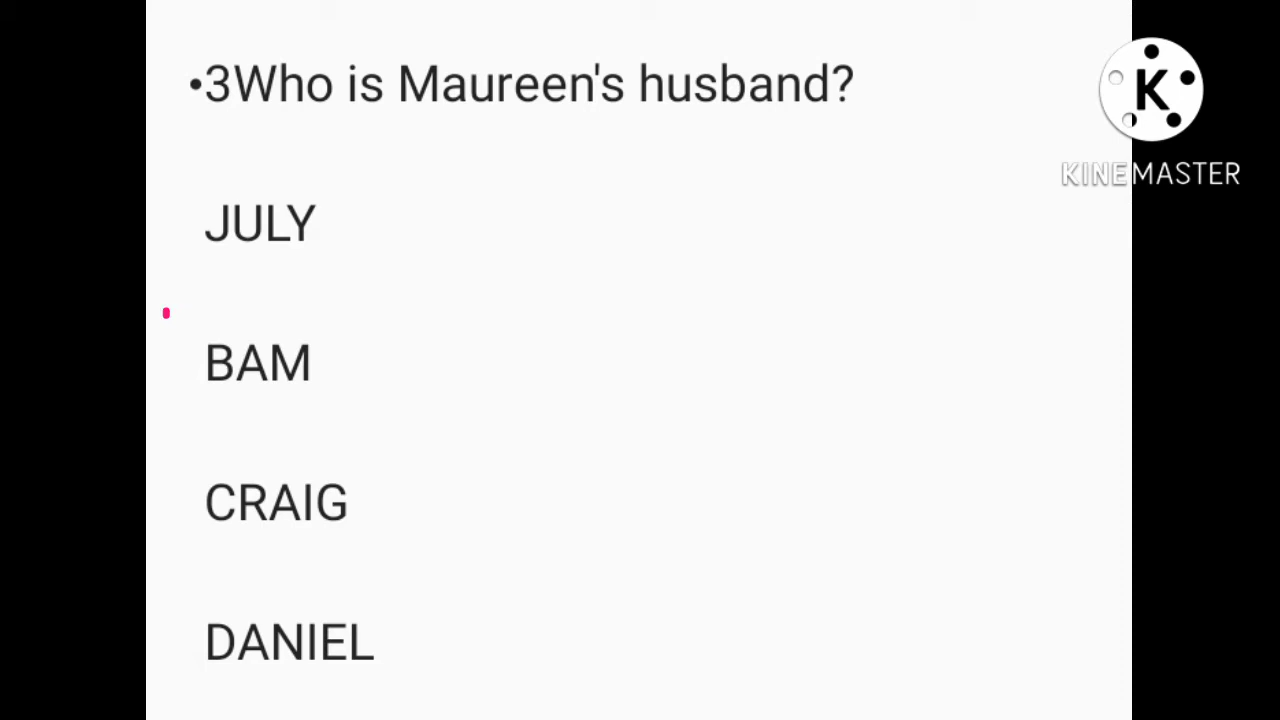 •3Who is Maureen's husband?
K
KINEMASTER
JULY
BAM
CRAIG
DANIEL